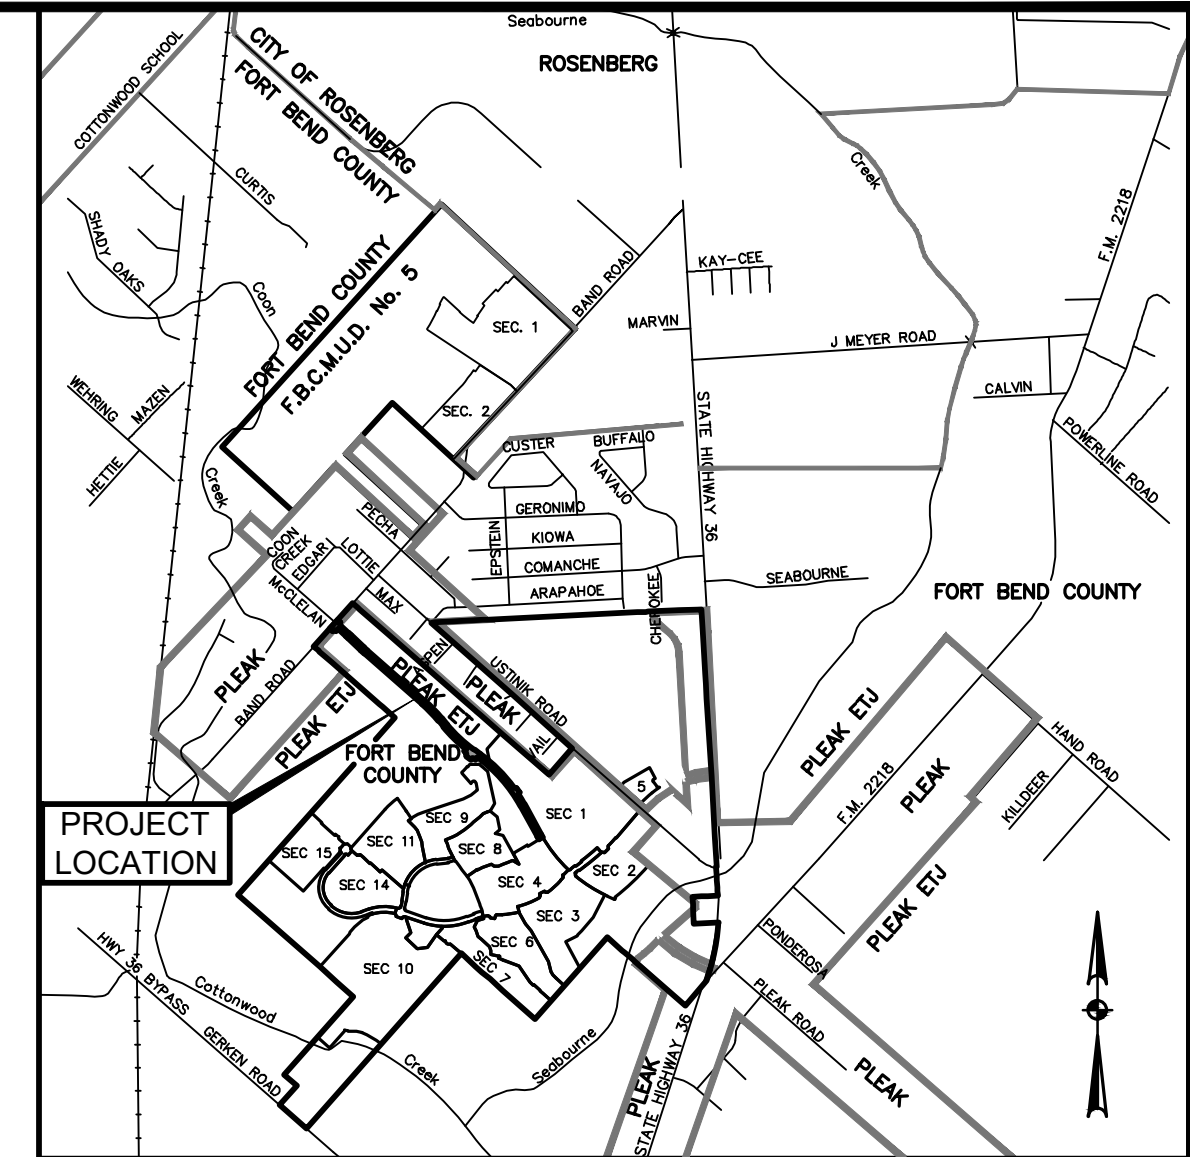 Seabourne
ROSENBERG
COTTONWOOD SCHOOL
CITY OF ROSENBERG
FORT BEND COUNTY
CURTIS
Creek
F.M. 2218
SHADY OAKS
Coon
BAND ROAD
KAY-CEE
FORT BEND COUNTY
F.B.C.M.U.D. No. 5
SEC. 1
MARVIN
J MEYER ROAD
WEHRING
MAZEN
CALVIN
SEC. 2
STATE HIGHWAY 36
HETTIE
Creek
CUSTER
BUFFALO
NAVAJO
POWERLINE ROAD
GERONIMO
PECHA
EPSTEIN
KIOWA
COON
CREEK
EDGAR
LOTTIE
COMANCHE
SEABOURNE
McCLELAN
MAX
ARAPAHOE
CHEROKEE
FORT BEND COUNTY
PLEAK
BAND ROAD
ASPEN
PLEAK ETJ
PLEAK
USTINIK ROAD
PLEAK ETJ
VAIL
PLEAK ETJ
HAND ROAD
FORT BEND
COUNTY
F.M. 2218
PLEAK
KILLDEER
5
PROJECT
LOCATION
SEC 1
SEC 9
SEC 11
SEC 8
SEC 15
SEC 14
SEC 4
SEC 2
SEC 3
SEC 6
SEC 7
SEC 10
PLEAK ETJ
PONDEROSA
HWY 36 BYPASS
Cottonwood
GERKEN ROAD
Creek
Seabourne
PLEAK
STATE HIGHWAY 36
PLEAK ROAD
PLEAK